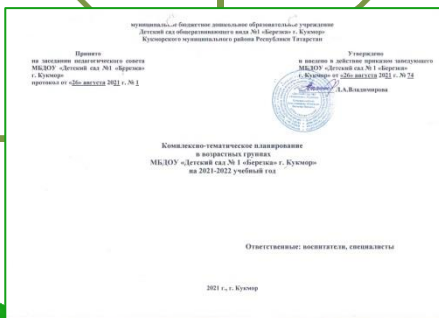 муниципальное бюджетное дошкольное образовательное учреждение
Детский сад общеразвивающего вида №1 «Березка» г. Кукмор»
Кукморского муниципального района Республики Татарстан
Принято
на заседании педагогического совета
МБДОУ «Детский сад №1 «Березка»
г. Кукмор»
протокол от «26» августа 2021 г. № 1
Утверждено
и введено в действие приказом заведующего
МБДОУ «Детский сад № 1 «Березка»
г. Кукмор» от «26» августа 2021 г. № 74
Л.А.Владимирова
Комплексно-тематическое планирование
в возрастных группах
МБДОУ «Детский сад № 1 «Березка» г. Кукмор»
на 2021-2022 учебный год
Ответственные: воспитатели, специалисты
2021 г., г. Кукмор